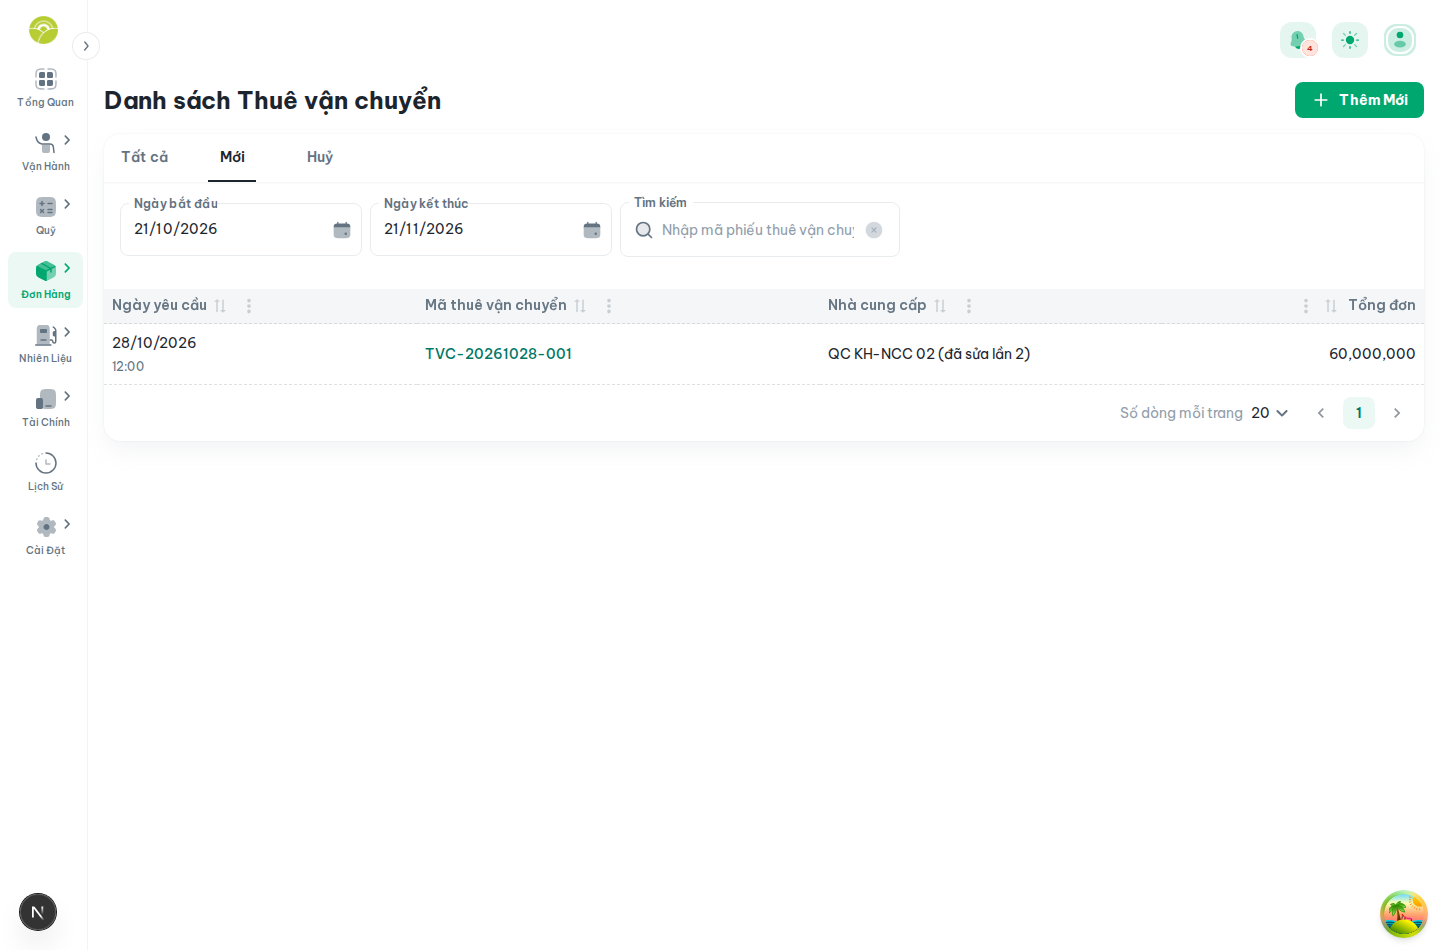 4
Tổng Quan
Vận Hành
Quỹ
Đơn Hàng
Nhiên Liệu
Tài Chính
Lịch Sử
Cài Đặt
Danh sách Thuê vận chuyển
Thêm Mới
Tất cả Mới Huỷ
Ngày bắt đầu Ngày kết thúc Tìm kiếm
21/10/2026 21/11/2026 Nhập mã phiếu thuê vận chuy
Ngày yêu cầu Mã thuê vận chuyển Nhà cung cấp Tổng đơn
28/10/2026 TVC-20261028-001 QC KH-NCC 02 (đã sửa lần 2) 60,000,000
12:00
Số dòng mỗi trang 20 1
N